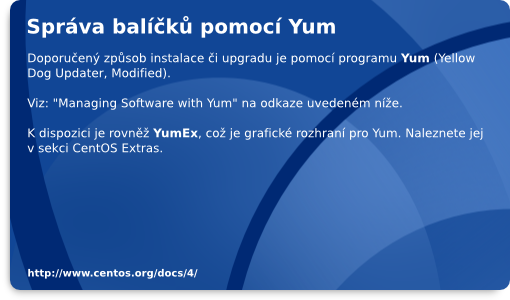 Správa balíčků pomocí Yum
Doporučený způsob instalace či upgradu je pomocí programu Yum (Yellow
Dog Updater, Modified).
Viz: "Managing Software with Yum" na odkaze uvedeném níže.
K dispozici je rovněž YumEx, což je grafické rozhraní pro Yum. Naleznete jej
v sekci CentOS Extras.
http://www.centos.org/docs/4/